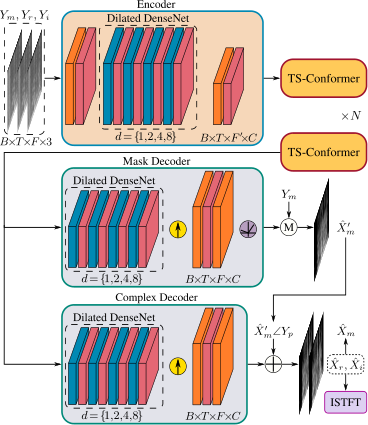 Encoder
Yₘ, Yᵣ, Yᵢ
Dilated DenseNet
B×T×F×3
d = {1,2,4,8}
B×T×F′×C
TS-Conformer
×N
TS-Conformer
Mask Decoder
Dilated DenseNet
d = {1,2,4,8}
B×T×F×C
Yₘ
M
X̂′ₘ
Complex Decoder
Dilated DenseNet
d = {1,2,4,8}
B×T×F×C
X̂′ₘ∠Yₚ
X̂ₘ
X̂ᵣ, X̂ᵢ
ISTFT